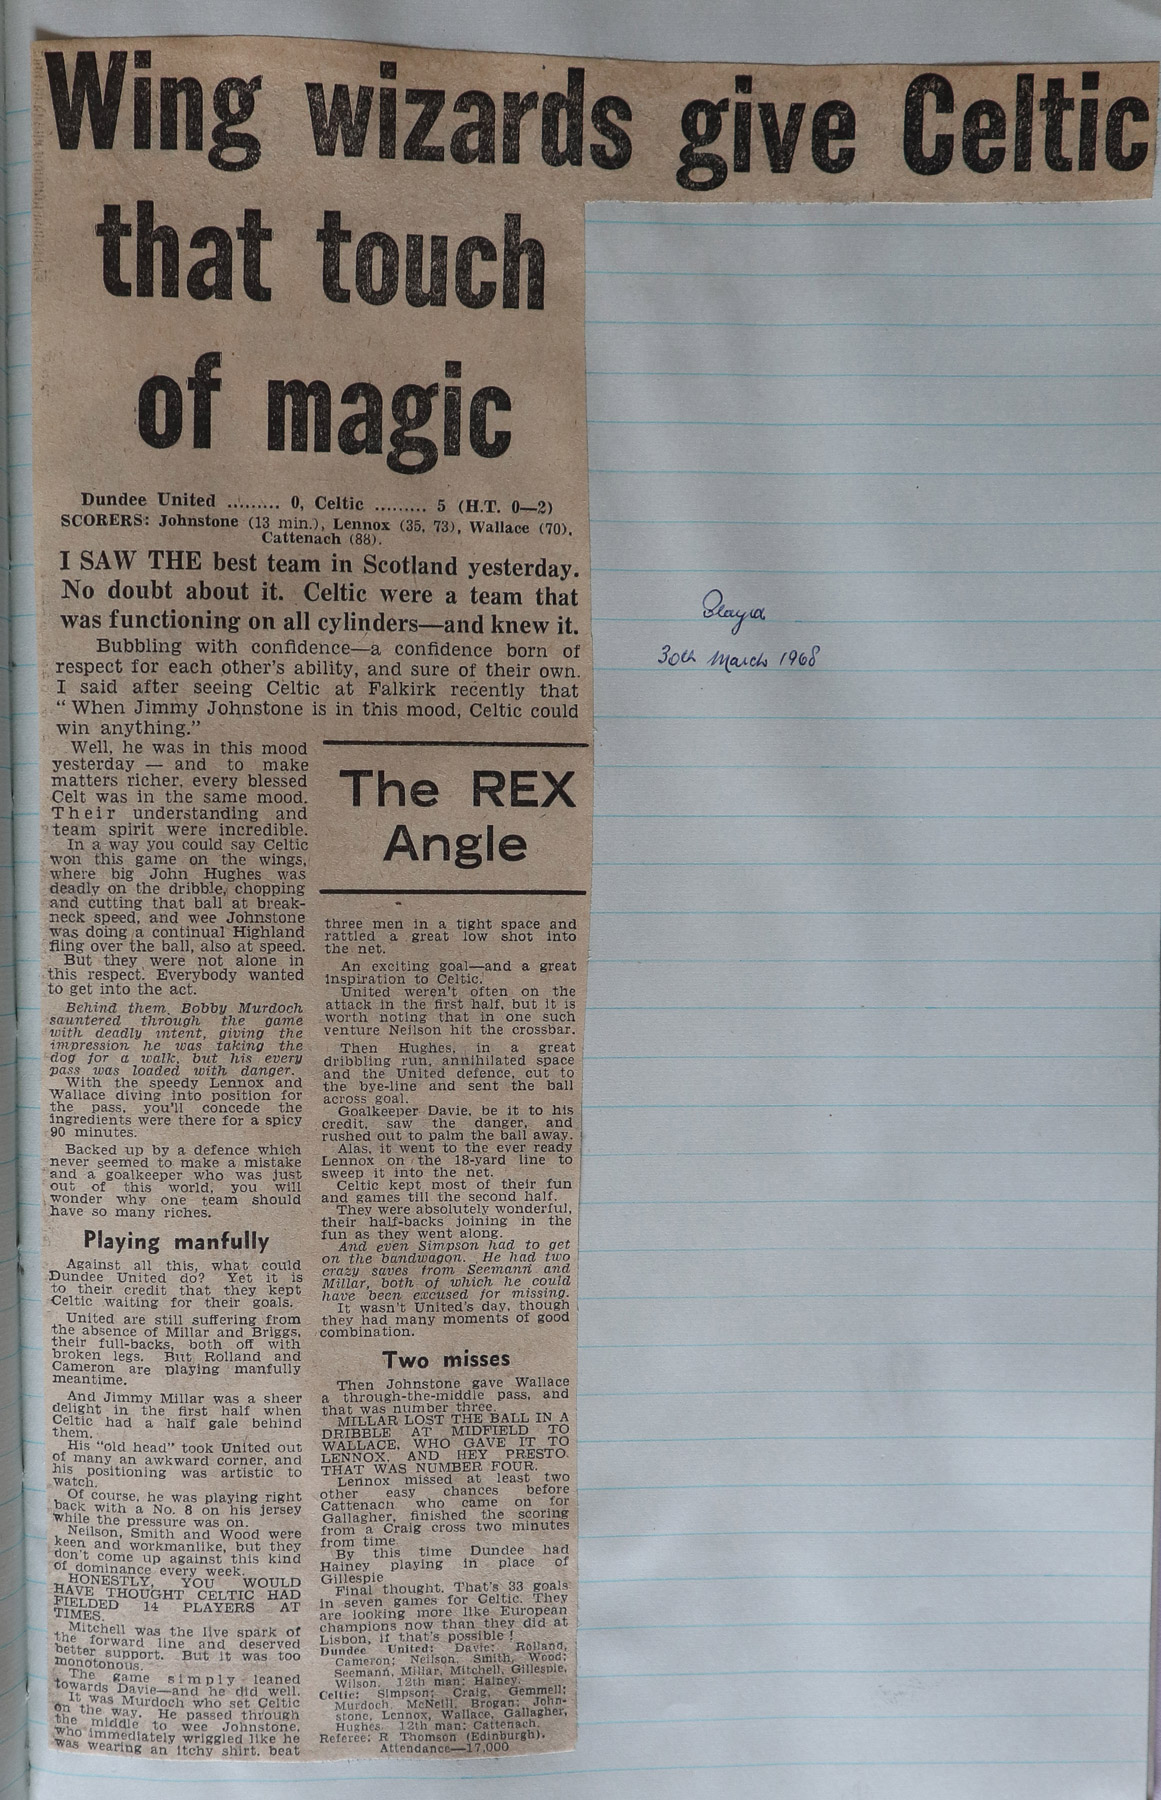 Wing wizards give Celtic
that touch
of magic
Dundee United ......... 0, Celtic ......... 5 (H.T. 0—2)
SCORERS: Johnstone (13 min.), Lennox (35, 73), Wallace (70),
Cattenach (88).
I SAW THE best team in Scotland yesterday.
No doubt about it. Celtic were a team that
was functioning on all cylinders—and knew it.
Bubbling with confidence—a confidence born of
respect for each other's ability, and sure of their own.
I said after seeing Celtic at Falkirk recently that
" When Jimmy Johnstone is in this mood, Celtic could
win anything."
Well, he was in this mood
yesterday — and to make
matters richer, every blessed
Celt was in the same mood.
Their understanding and
team spirit were incredible.
In a way you could say Celtic
won this game on the wings,
where big John Hughes was
deadly on the dribble, chopping
and cutting that ball at break-
neck speed, and wee Johnstone
was doing a continual Highland
fling over the ball, also at speed.
But they were not alone in
this respect. Everybody wanted
to get into the act.
Behind them, Bobby Murdoch
sauntered through the game
with deadly intent, giving the
impression he was taking the
dog for a walk, but his every
pass was loaded with danger.
With the speedy Lennox and
Wallace diving into position for
the pass, you'll concede the
ingredients were there for a spicy
90 minutes.
Backed up by a defence which
never seemed to make a mistake
and a goalkeeper who was just
out of this world, you will
wonder why one team should
have so many riches.
Playing manfully
Against all this, what could
Dundee United do? Yet it is
to their credit that they kept
Celtic waiting for their goals.
United are still suffering from
the absence of Millar and Briggs,
their full-backs, both off with
broken legs. But Rolland and
Cameron are playing manfully
meantime.
And Jimmy Millar was a sheer
delight in the first half when
Celtic had a half gale behind
them.
His "old head" took United out
of many an awkward corner, and
his positioning was artistic to
watch.
Of course, he was playing right
back with a No. 8 on his jersey
while the pressure was on.
Neilson, Smith and Wood were
keen and workmanlike, but they
don't come up against this kind
of dominance every week.
HONESTLY, YOU WOULD
HAVE THOUGHT CELTIC HAD
FIELDED 14 PLAYERS AT
TIMES.
Mitchell was the live spark of
the forward line and deserved
better support. But it was too
monotonous.
The game simply leaned
towards Davie—and he did well.
It was Murdoch who set Celtic
on the way. He passed through
the middle to wee Johnstone,
who immediately wriggled like he
was wearing an itchy shirt, beat
The REX
Angle
three men in a tight space and
rattled a great low shot into
the net.
An exciting goal—and a great
inspiration to Celtic.
United weren't often on the
attack in the first half, but it is
worth noting that in one such
venture Neilson hit the crossbar.
Then Hughes, in a great
dribbling run, annihilated space
and the United defence, cut to
the bye-line and sent the ball
across goal.
Goalkeeper Davie, be it to his
credit, saw the danger, and
rushed out to palm the ball away.
Alas, it went to the ever ready
Lennox on the 18-yard line to
sweep it into the net.
Celtic kept most of their fun
and games till the second half.
They were absolutely wonderful,
their half-backs joining in the
fun as they went along.
And even Simpson had to get
on the bandwagon. He had two
crazy saves from Seemann and
Millar, both of which he could
have been excused for missing.
It wasn't United's day, though
they had many moments of good
combination.
Two misses
Then Johnstone gave Wallace
a through-the-middle pass, and
that was number three.
MILLAR LOST THE BALL IN A
DRIBBLE AT MIDFIELD TO
WALLACE, WHO GAVE IT TO
LENNOX, AND HEY PRESTO,
THAT WAS NUMBER FOUR.
Lennox missed at least two
other easy chances before
Cattenach who came on for
Gallagher, finished the scoring
from a Craig cross two minutes
from time.
By this time Dundee had
Hainey playing in place of
Gillespie
Final thought. That's 33 goals
in seven games for Celtic. They
are looking more like European
champions now than they did at
Lisbon, if that's possible !
Dundee United: Davie; Rolland,
Cameron; Neilson, Smith, Wood;
Seemann, Millar, Mitchell, Gillespie,
Wilson. 12th man: Hainey.
Celtic: Simpson; Craig, Gemmell;
Murdoch, McNeill, Brogan; John-
stone, Lennox, Wallace, Gallagher,
Hughes. 12th man: Cattenach.
Referee: R Thomson (Edinburgh).
Attendance—17,000
Played
30th March 1968